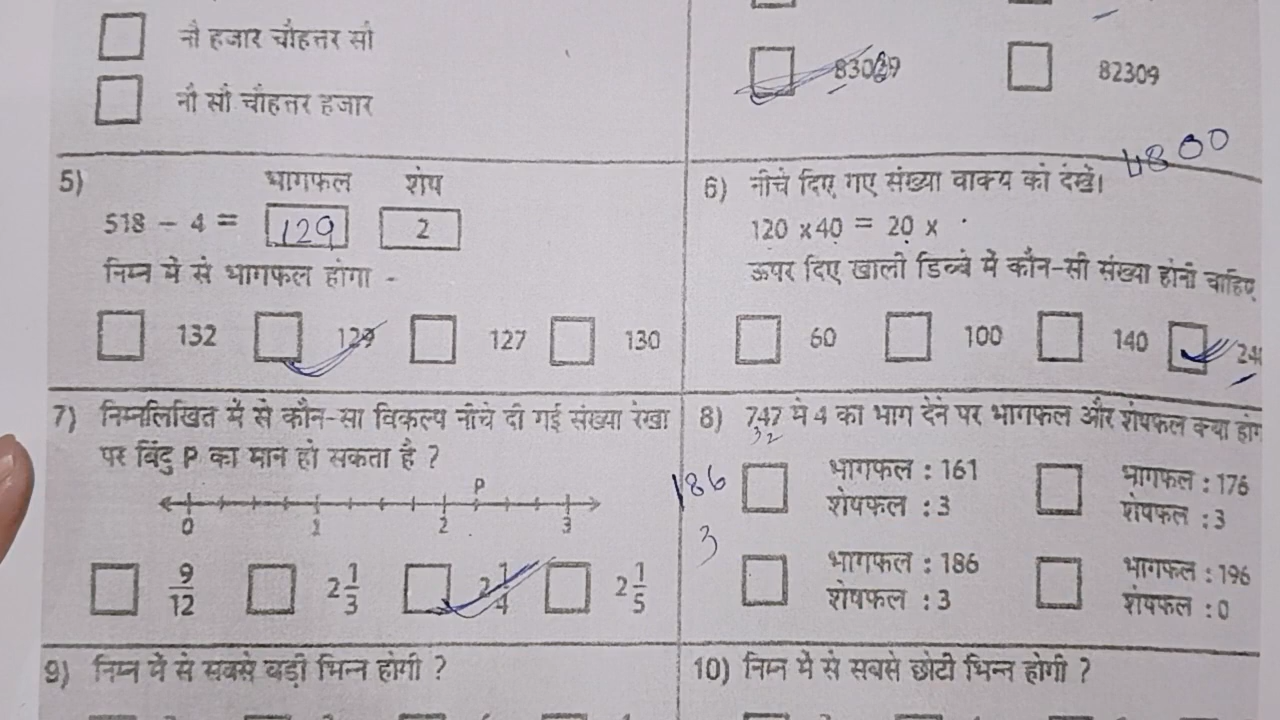 नौ हजार चौहत्तर सौ
नौ सौ चौहत्तर हजार
82309
5) भागफल शेष
518 ÷ 4 = 129 2
निम्न में से भागफल होगा -
132 129 127 130
4800
6) नीचे दिए गए संख्या वाक्य को देखें।
120 x 40 = 20 x
ऊपर दिए खाली डिब्बे में कौन-सी संख्या होनी चाहिए
60 100 140
7) निम्नलिखित में से कौन-सा विकल्प नीचे दी गई संख्या रेखा
पर बिंदु P का मान हो सकता है ?
P
0 1 2 3
9/12 2 1/3 2 1/4 2 1/5
8) 747 में 4 का भाग देने पर भागफल और शेषफल क्या
32
186
3
भागफल : 161
शेषफल : 3
भागफल : 176
शेषफल : 3
भागफल : 186
शेषफल : 3
भागफल : 196
शेषफल : 0
9) निम्न में से सबसे बड़ी भिन्न होगी ?
10) निम्न में से सबसे छोटी भिन्न होगी ?